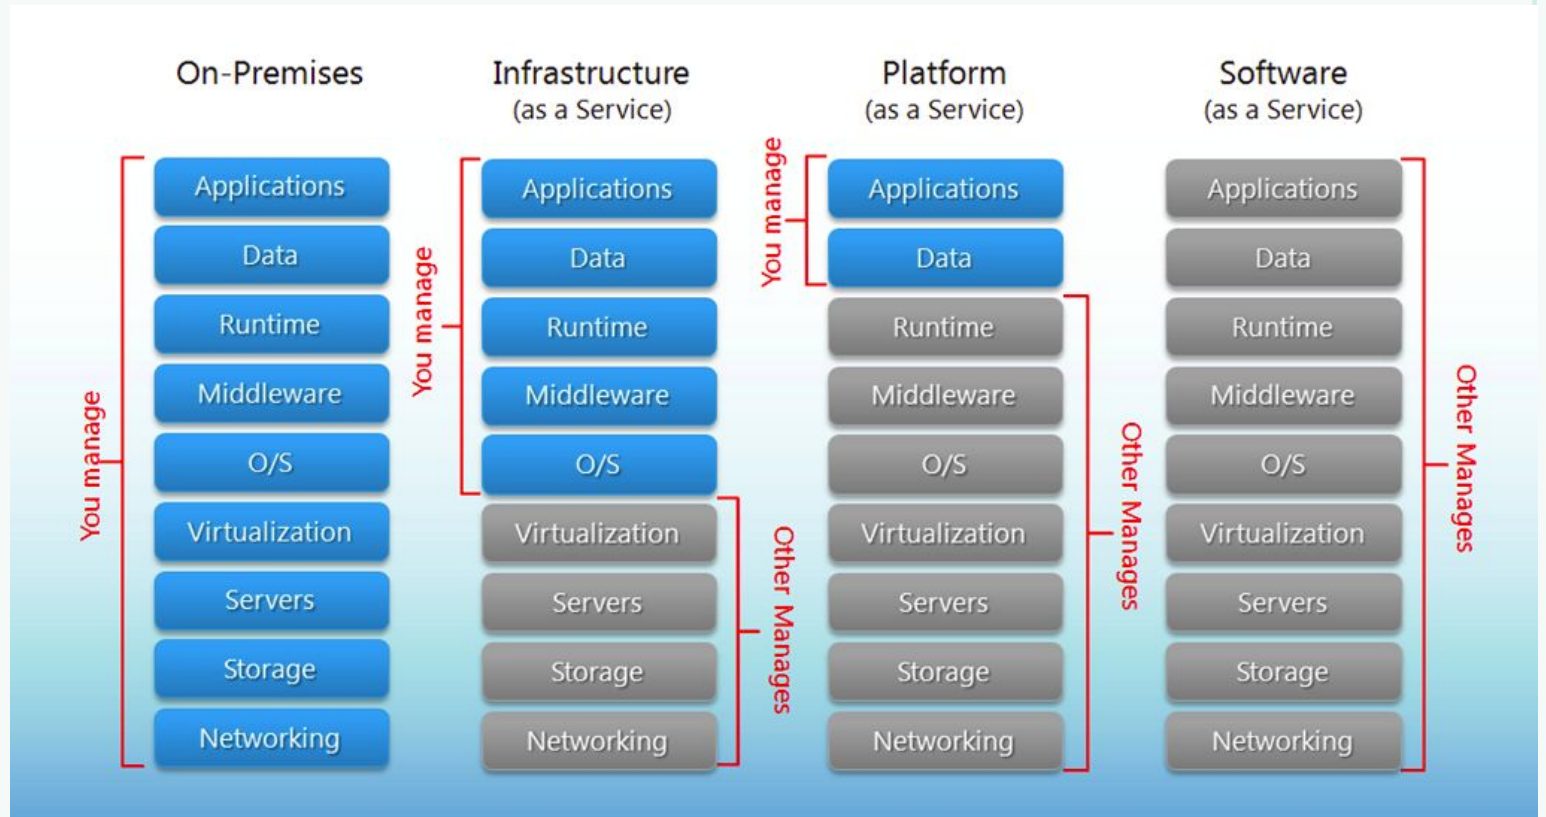 On-Premises
Applications
Data
Runtime
Middleware
O/S
Virtualization
Servers
Storage
Networking
You manage
Infrastructure
(as a Service)
Applications
Data
Runtime
Middleware
O/S
Virtualization
Servers
Storage
Networking
You manage
Other Manages
Platform
(as a Service)
Applications
Data
Runtime
Middleware
O/S
Virtualization
Servers
Storage
Networking
You manage
Other Manages
Software
(as a Service)
Applications
Data
Runtime
Middleware
O/S
Virtualization
Servers
Storage
Networking
Other Manages